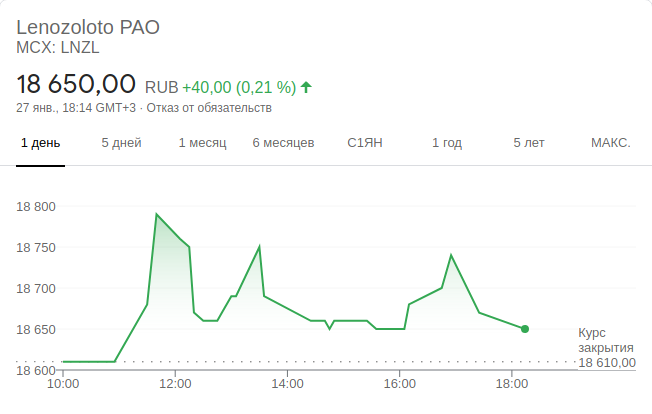 Lenozoloto PAO
MCX: LNZL
18 650,00 RUB +40,00 (0,21 %)
27 янв., 18:14 GMT+3 · Отказ от обязательств
1 день 5 дней 1 месяц 6 месяцев С1ЯН 1 год 5 лет МАКС.
18 800
18 750
18 700
18 650
Курс
закрытия
18 610,00
18 600
10:00 12:00 14:00 16:00 18:00